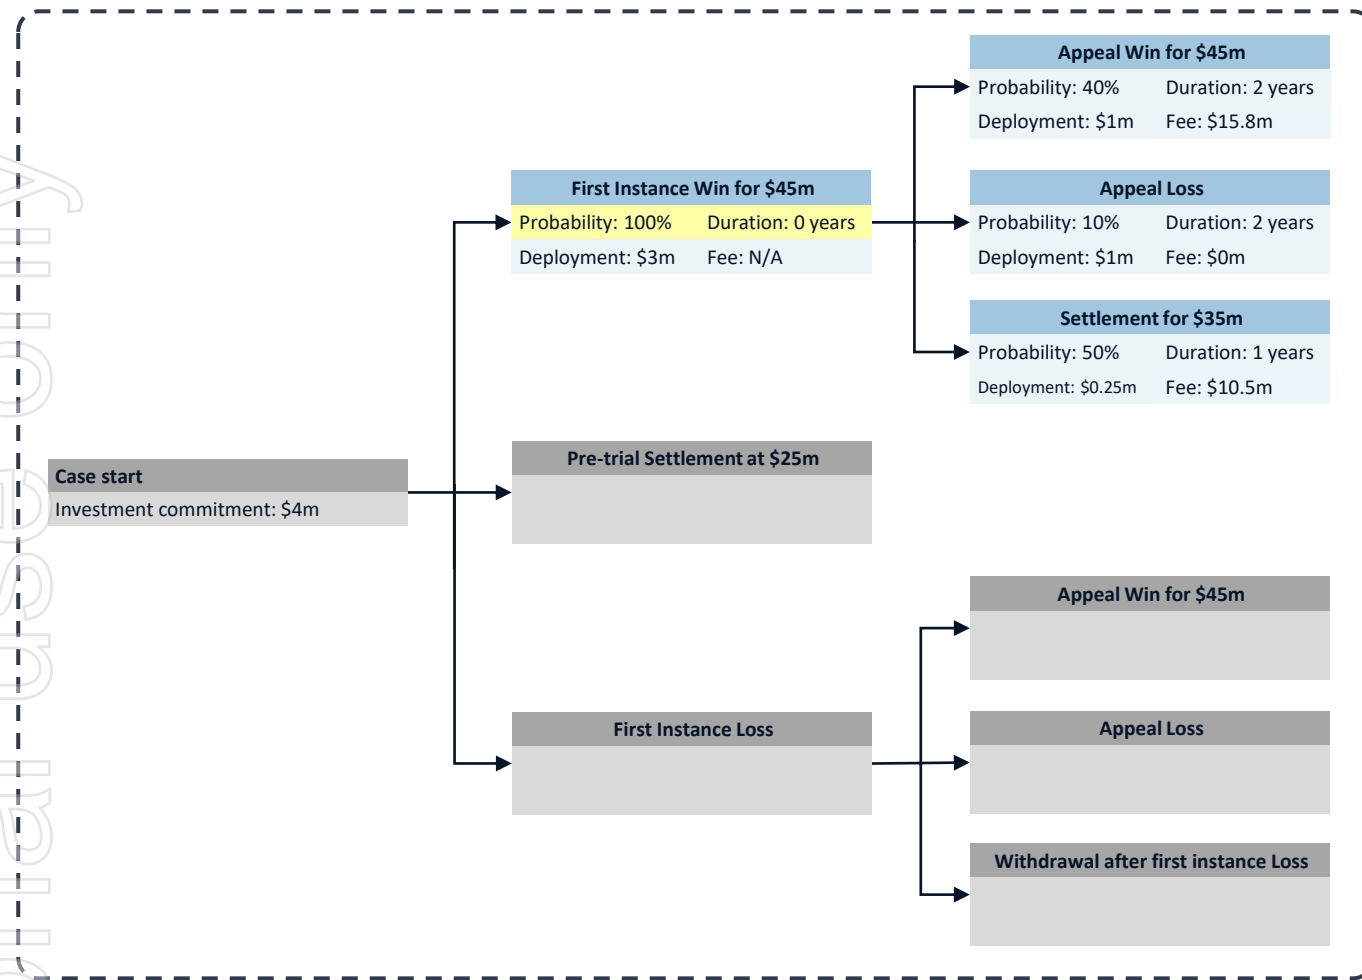 Appeal Win for $45m
Probability: 40% Duration: 2 years
Deployment: $1m Fee: $15.8m
First Instance Win for $45m
Probability: 100% Duration: 0 years
Deployment: $3m Fee: N/A
Appeal Loss
Probability: 10% Duration: 2 years
Deployment: $1m Fee: $0m
Settlement for $35m
Probability: 50% Duration: 1 years
Deployment: $0.25m Fee: $10.5m
Case start
Investment commitment: $4m
Pre-trial Settlement at $25m
First Instance Loss
Appeal Win for $45m
Appeal Loss
Withdrawal after first instance Loss
use only